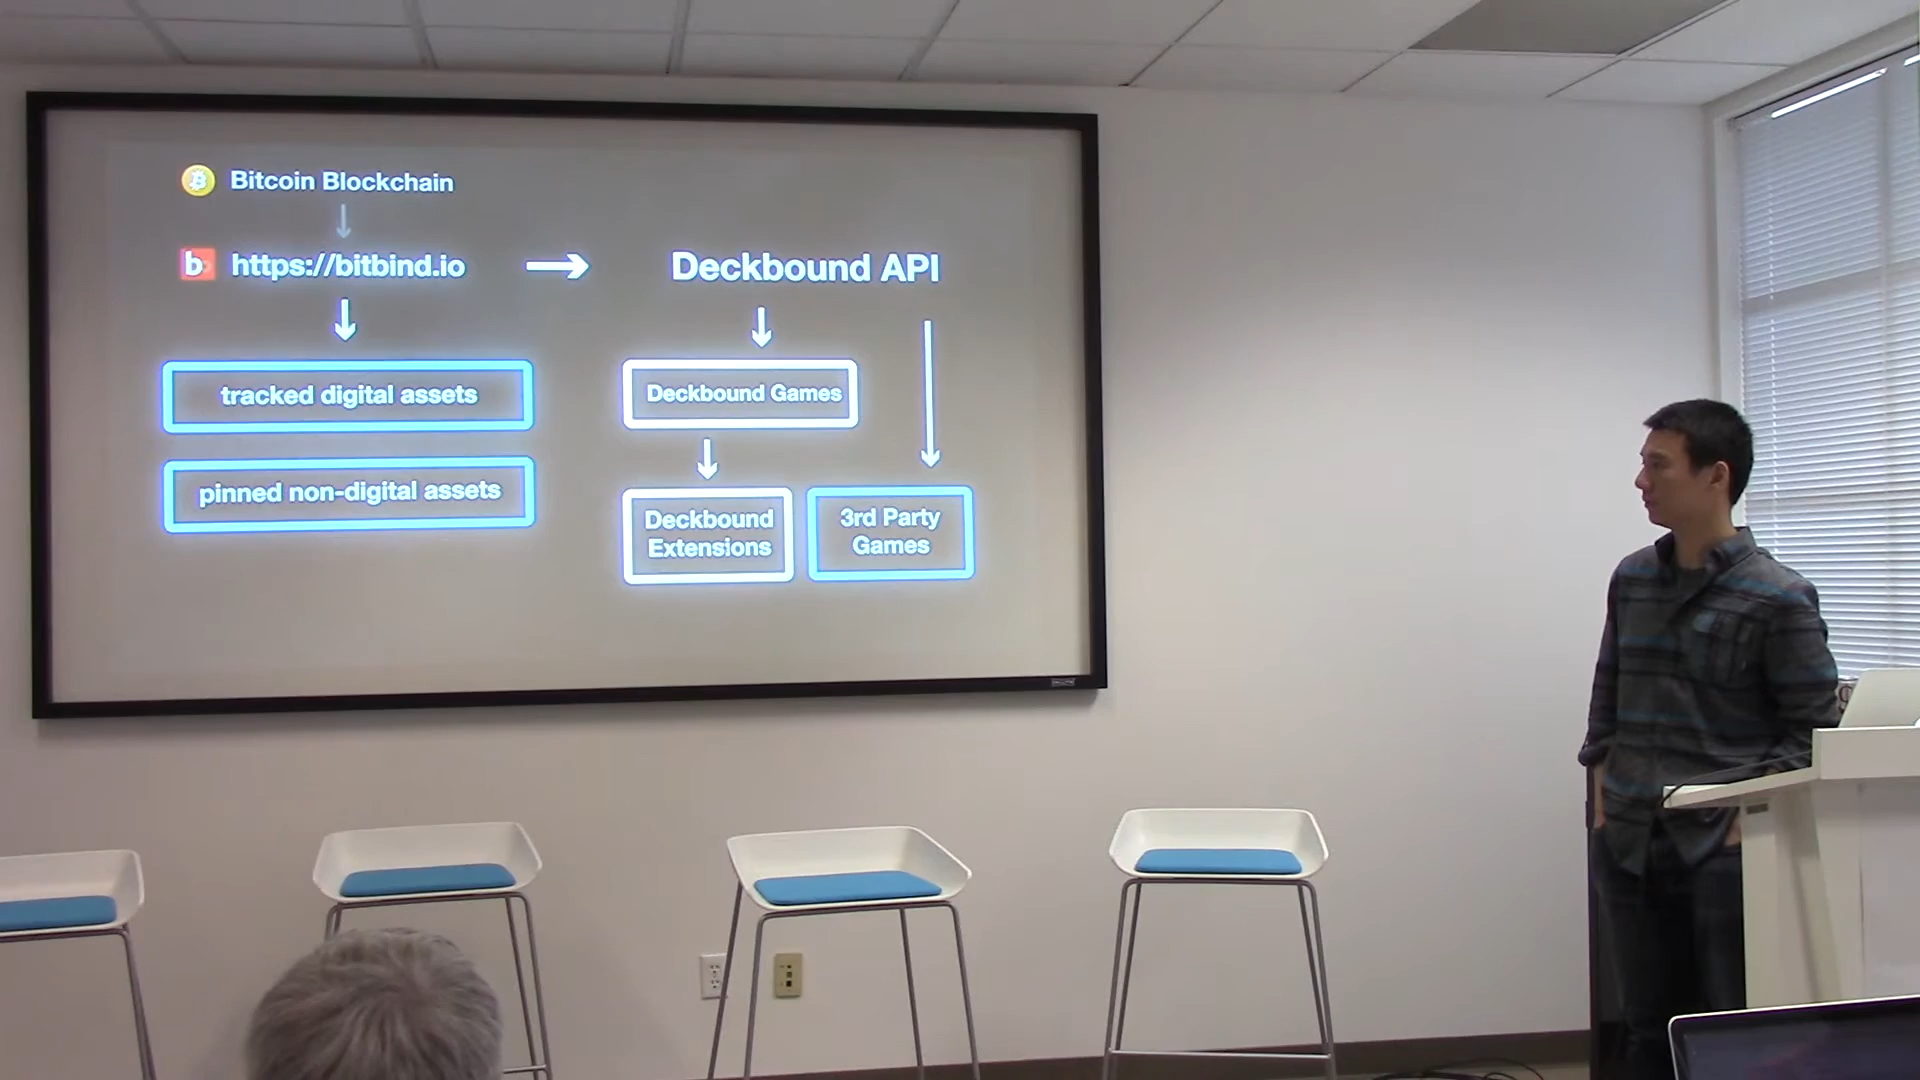 Bitcoin Blockchain
b
https://bitbind.io
Deckbound API
tracked digital assets
pinned non-digital assets
Deckbound Games
Deckbound
Extensions
3rd Party
Games